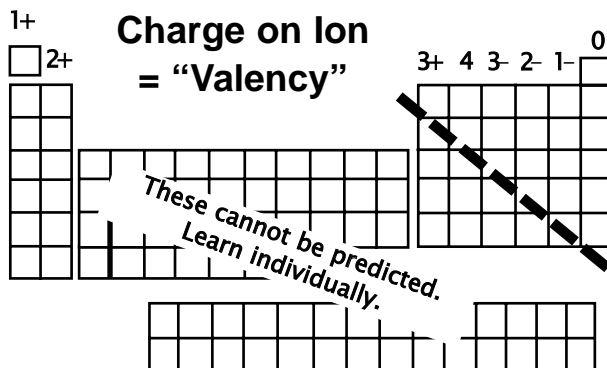 1+
Charge on Ion
= “Valency”
2+
0
3+ 4 3- 2- 1-
These cannot be predicted.
Learn individually.